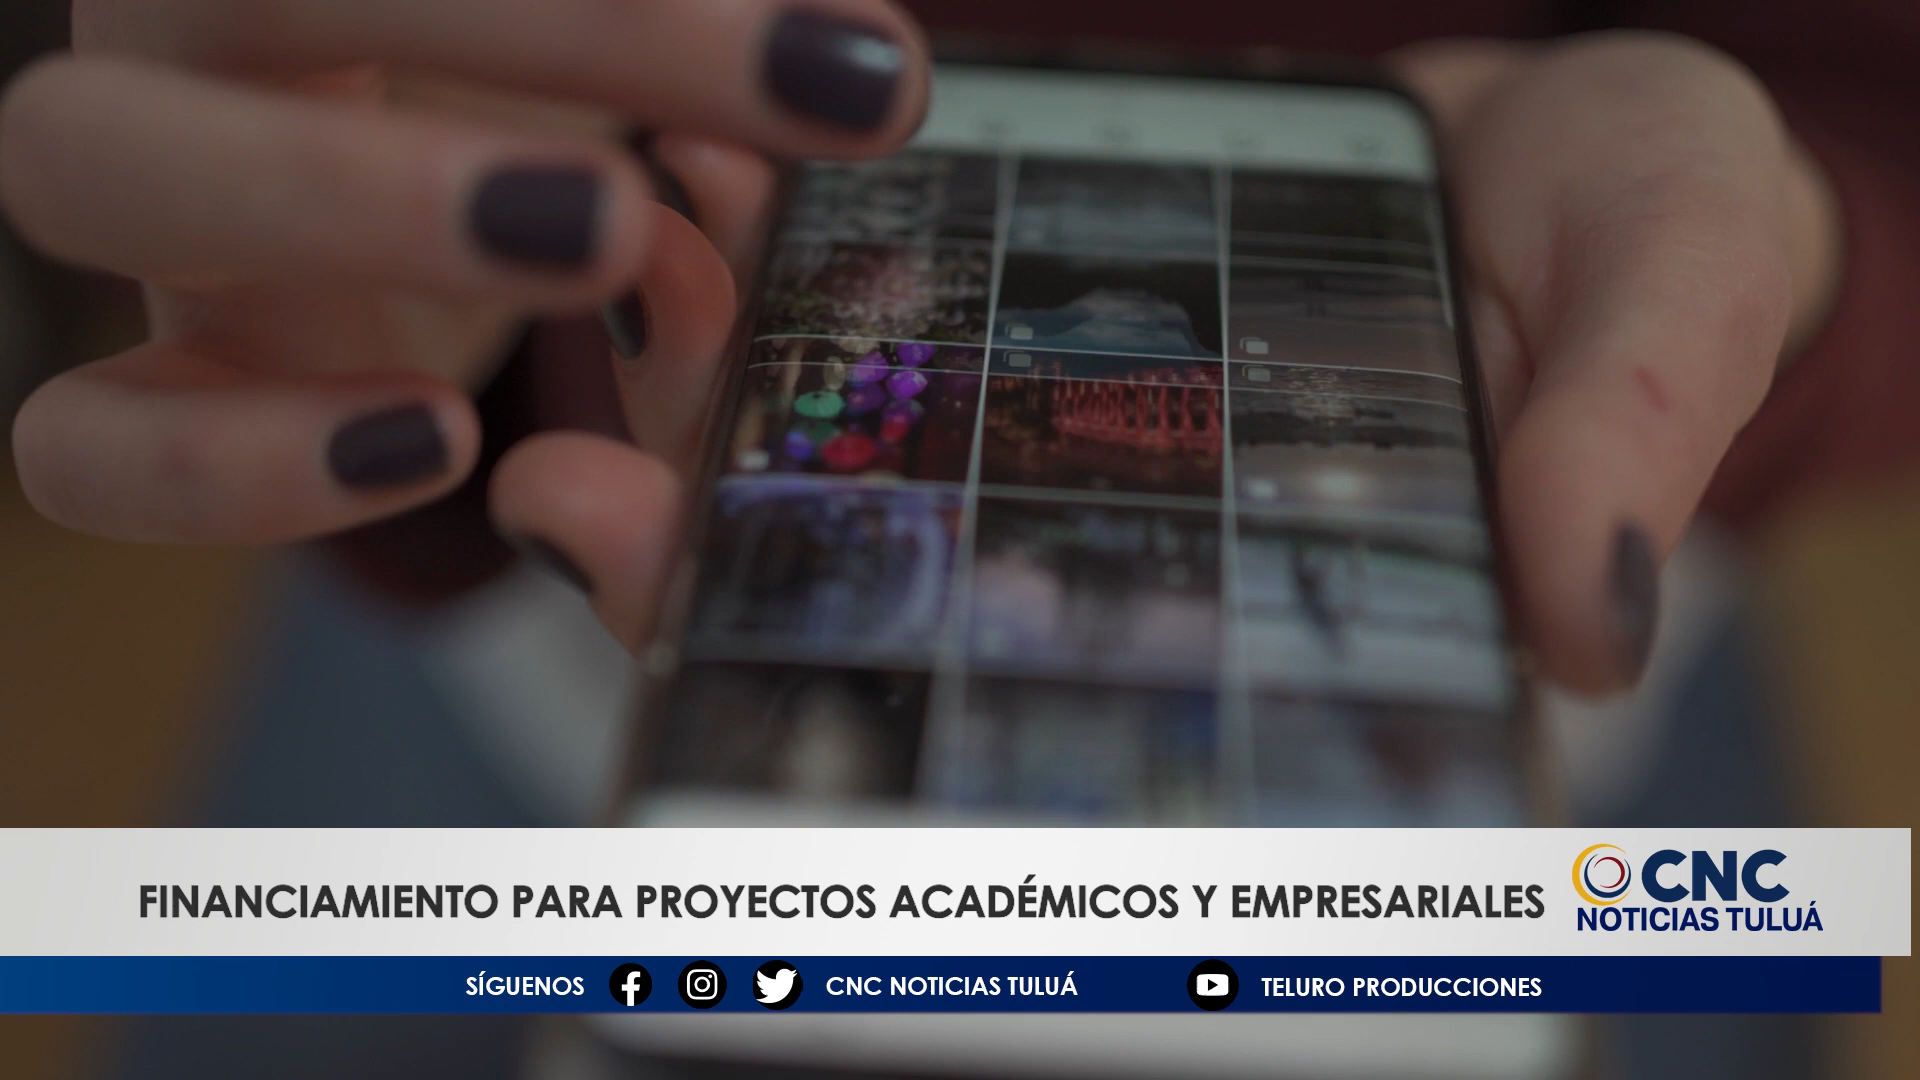 FINANCIAMIENTO PARA PROYECTOS ACADÉMICOS Y EMPRESARIALES
CNC
NOTICIAS TULUÁ
SÍGUENOS CNC NOTICIAS TULUÁ TELURO PRODUCCIONES